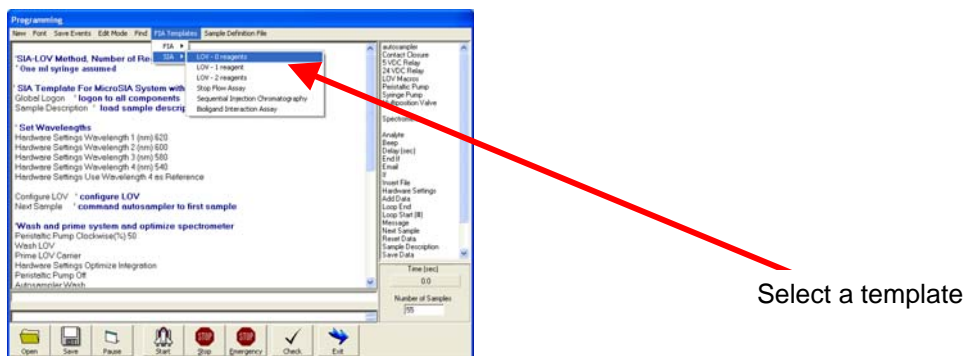 Programming
New Font Save Events Edit Mode Find FIA Templates Sample Definition File
FIA
SIA
LOV - 0 reagents
LOV - 1 reagent
LOV - 2 reagents
Stop Flow Assay
Sequential Injection Chromatography
Bioligand Interaction Assay
'SIA-LOV Method, Number of Re
' One ml syringe assumed
' SIA Template For MicroSIA System with
Global Logon ' logon to all components
Sample Description ' load sample descrip
' Set Wavelengths
Hardware Settings Wavelength 1 (nm) 620
Hardware Settings Wavelength 2 (nm) 600
Hardware Settings Wavelength 3 (nm) 580
Hardware Settings Wavelength 4 (nm) 540
Hardware Settings Use Wavelength 4 as Reference
Configure LOV ' configure LOV
Next Sample ' command autosampler to first sample
'Wash and prime system and optimize spectrometer
Peristaltic Pump Clockwise(%) 50
Wash LOV
Prime LOV Carrier
Hardware Settings Optimize Integration
Peristaltic Pump Off
Autosampler Wash
autosampler
Contact Closure
5 VDC Relay
24 VDC Relay
LOV Macros
Peristaltic Pump
Syringe Pump
Multiposition Valve
Spectrome
Analyte
Beep
Delay (sec)
End If
Email
If
Insert File
Hardware Settings
Add Data
Loop End
Loop Start (#)
Message
Next Sample
Reset Data
Sample Description
Save Data
Time (sec)
0.0
Number of Samples
55
Open Save Pause Start Stop Emergency Check Exit
STOP STOP
Select a template